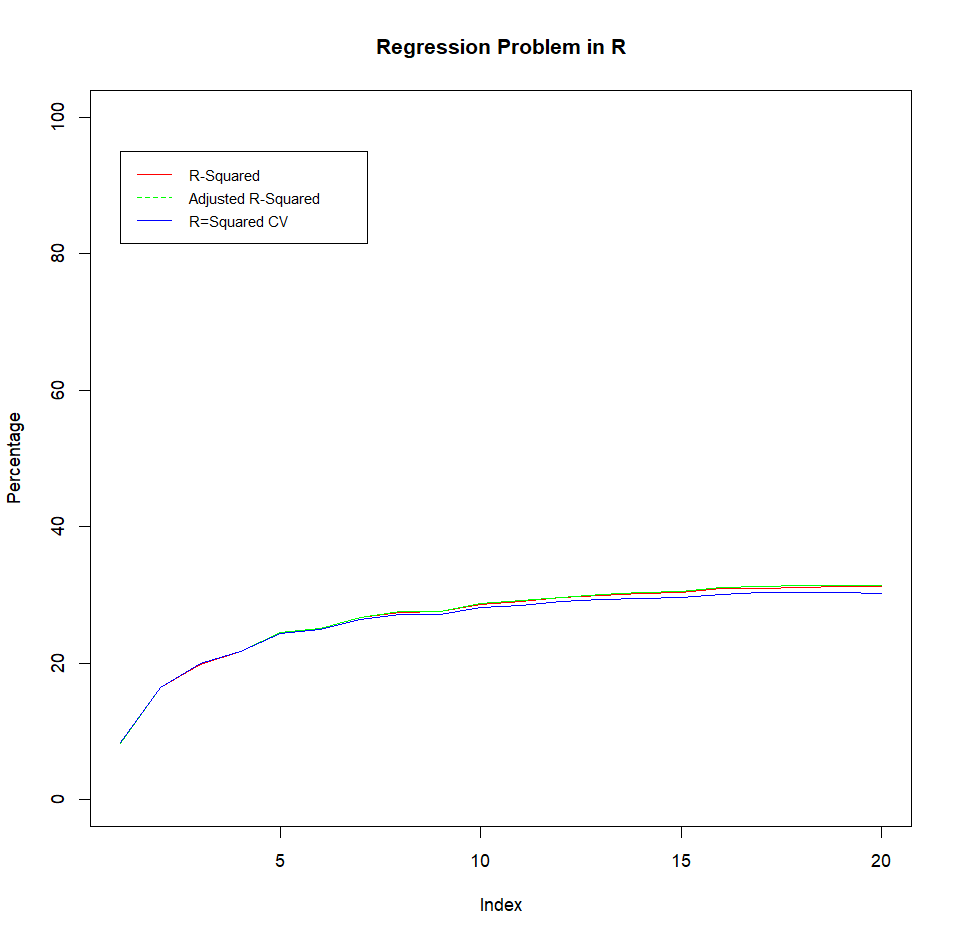 Regression Problem in R
100
80
60
40
20
0
Percentage
R-Squared
Adjusted R-Squared
R=Squared CV
5 10 15 20
Index